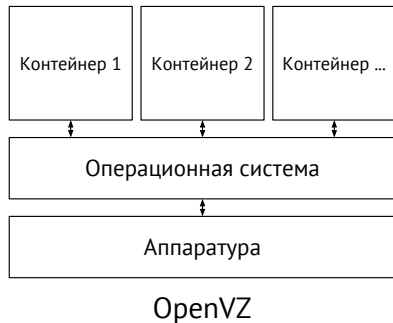 Контейнер 1
Контейнер 2
Контейнер ...
Операционная система
Аппаратура
OpenVZ